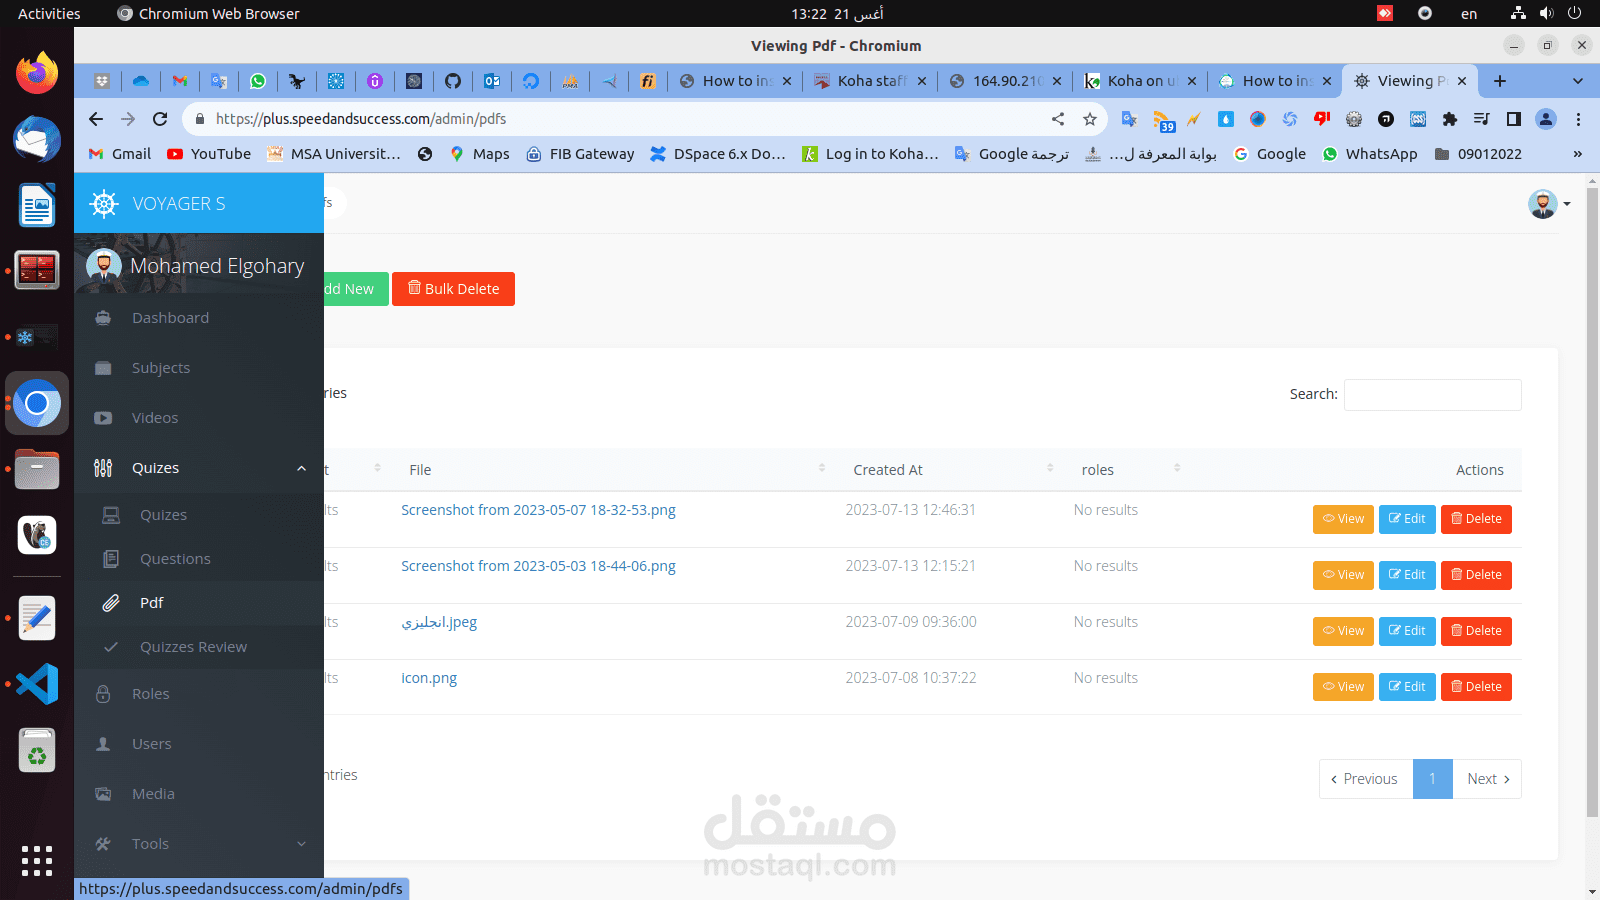 Activities
Chromium Web Browser
13:22 21 أغس
en
Viewing Pdf - Chromium
How to ins
Koha staff
164.90.210
Koha on u
How to ins
Viewing P
https://plus.speedandsuccess.com/admin/pdfs
39
Gmail
YouTube
MSA Universit...
Maps
FIB Gateway
DSpace 6.x Do...
Log in to Koha...
ترجمة Google
بوابة المعرفة ل...
Google
WhatsApp
09012022
»
VOYAGER S
fs
Mohamed Elgohary
dd New
Bulk Delete
Dashboard
Subjects
Videos
Quizes
Quizes
Questions
Pdf
Quizzes Review
Roles
Users
Media
Tools
ries
Search:
t
File
Created At
roles
Actions
lts
Screenshot from 2023-05-07 18-32-53.png
2023-07-13 12:46:31
No results
View
Edit
Delete
lts
Screenshot from 2023-05-03 18-44-06.png
2023-07-13 12:15:21
No results
View
Edit
Delete
lts
انجليزي.jpeg
2023-07-09 09:36:00
No results
View
Edit
Delete
lts
icon.png
2023-07-08 10:37:22
No results
View
Edit
Delete
ntries
‹ Previous
1
Next ›
مستقل
mostaql.com
https://plus.speedandsuccess.com/admin/pdfs